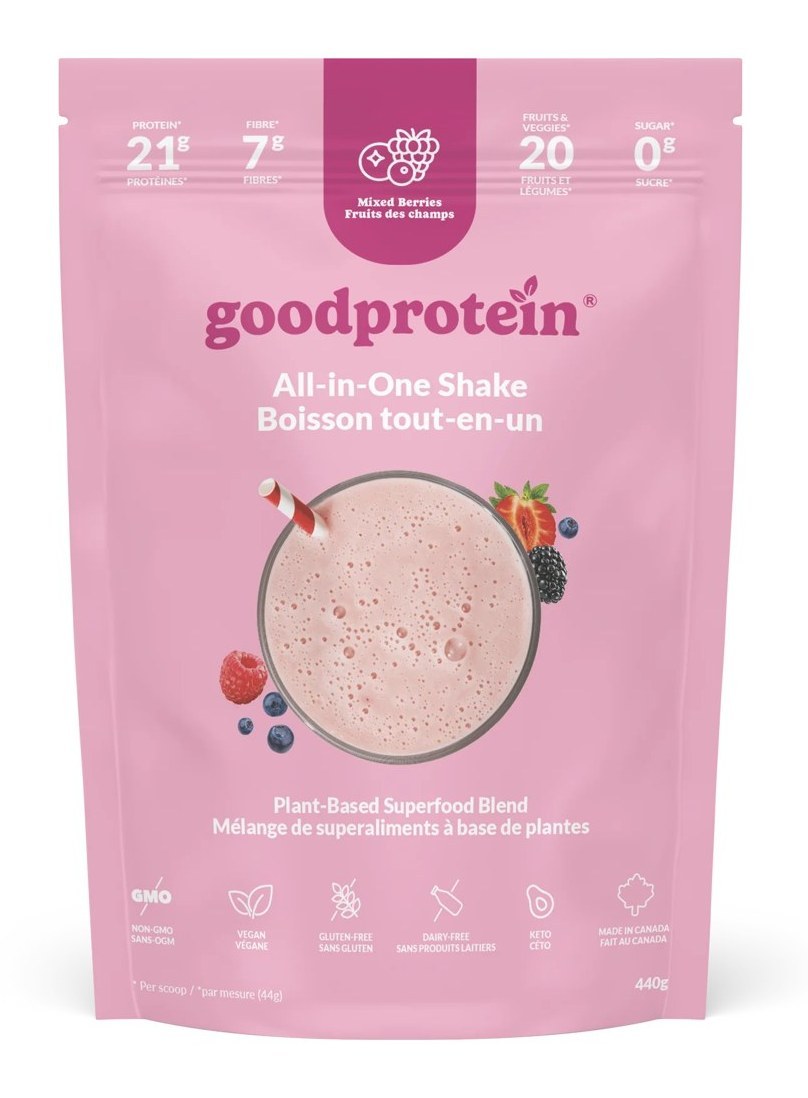 PROTEIN*
21g
PROTÉINES*
FIBRE*
7g
FIBRES*
Mixed Berries
Fruits des champs
FRUITS &
VEGGIES*
20
FRUITS ET
LÉGUMES*
SUGAR*
0g
SUCRE*
goodprotein®
All-in-One Shake
Boisson tout-en-un
Plant-Based Superfood Blend
Mélange de superaliments à base de plantes
GMO
NON-GMO
SANS-OGM
VEGAN
VÉGANE
GLUTEN-FREE
SANS GLUTEN
DAIRY-FREE
SANS PRODUITS LAITIERS
KETO
CÉTO
MADE IN CANADA
FAIT AU CANADA
* Per scoop / *par mesure (44g)
440g